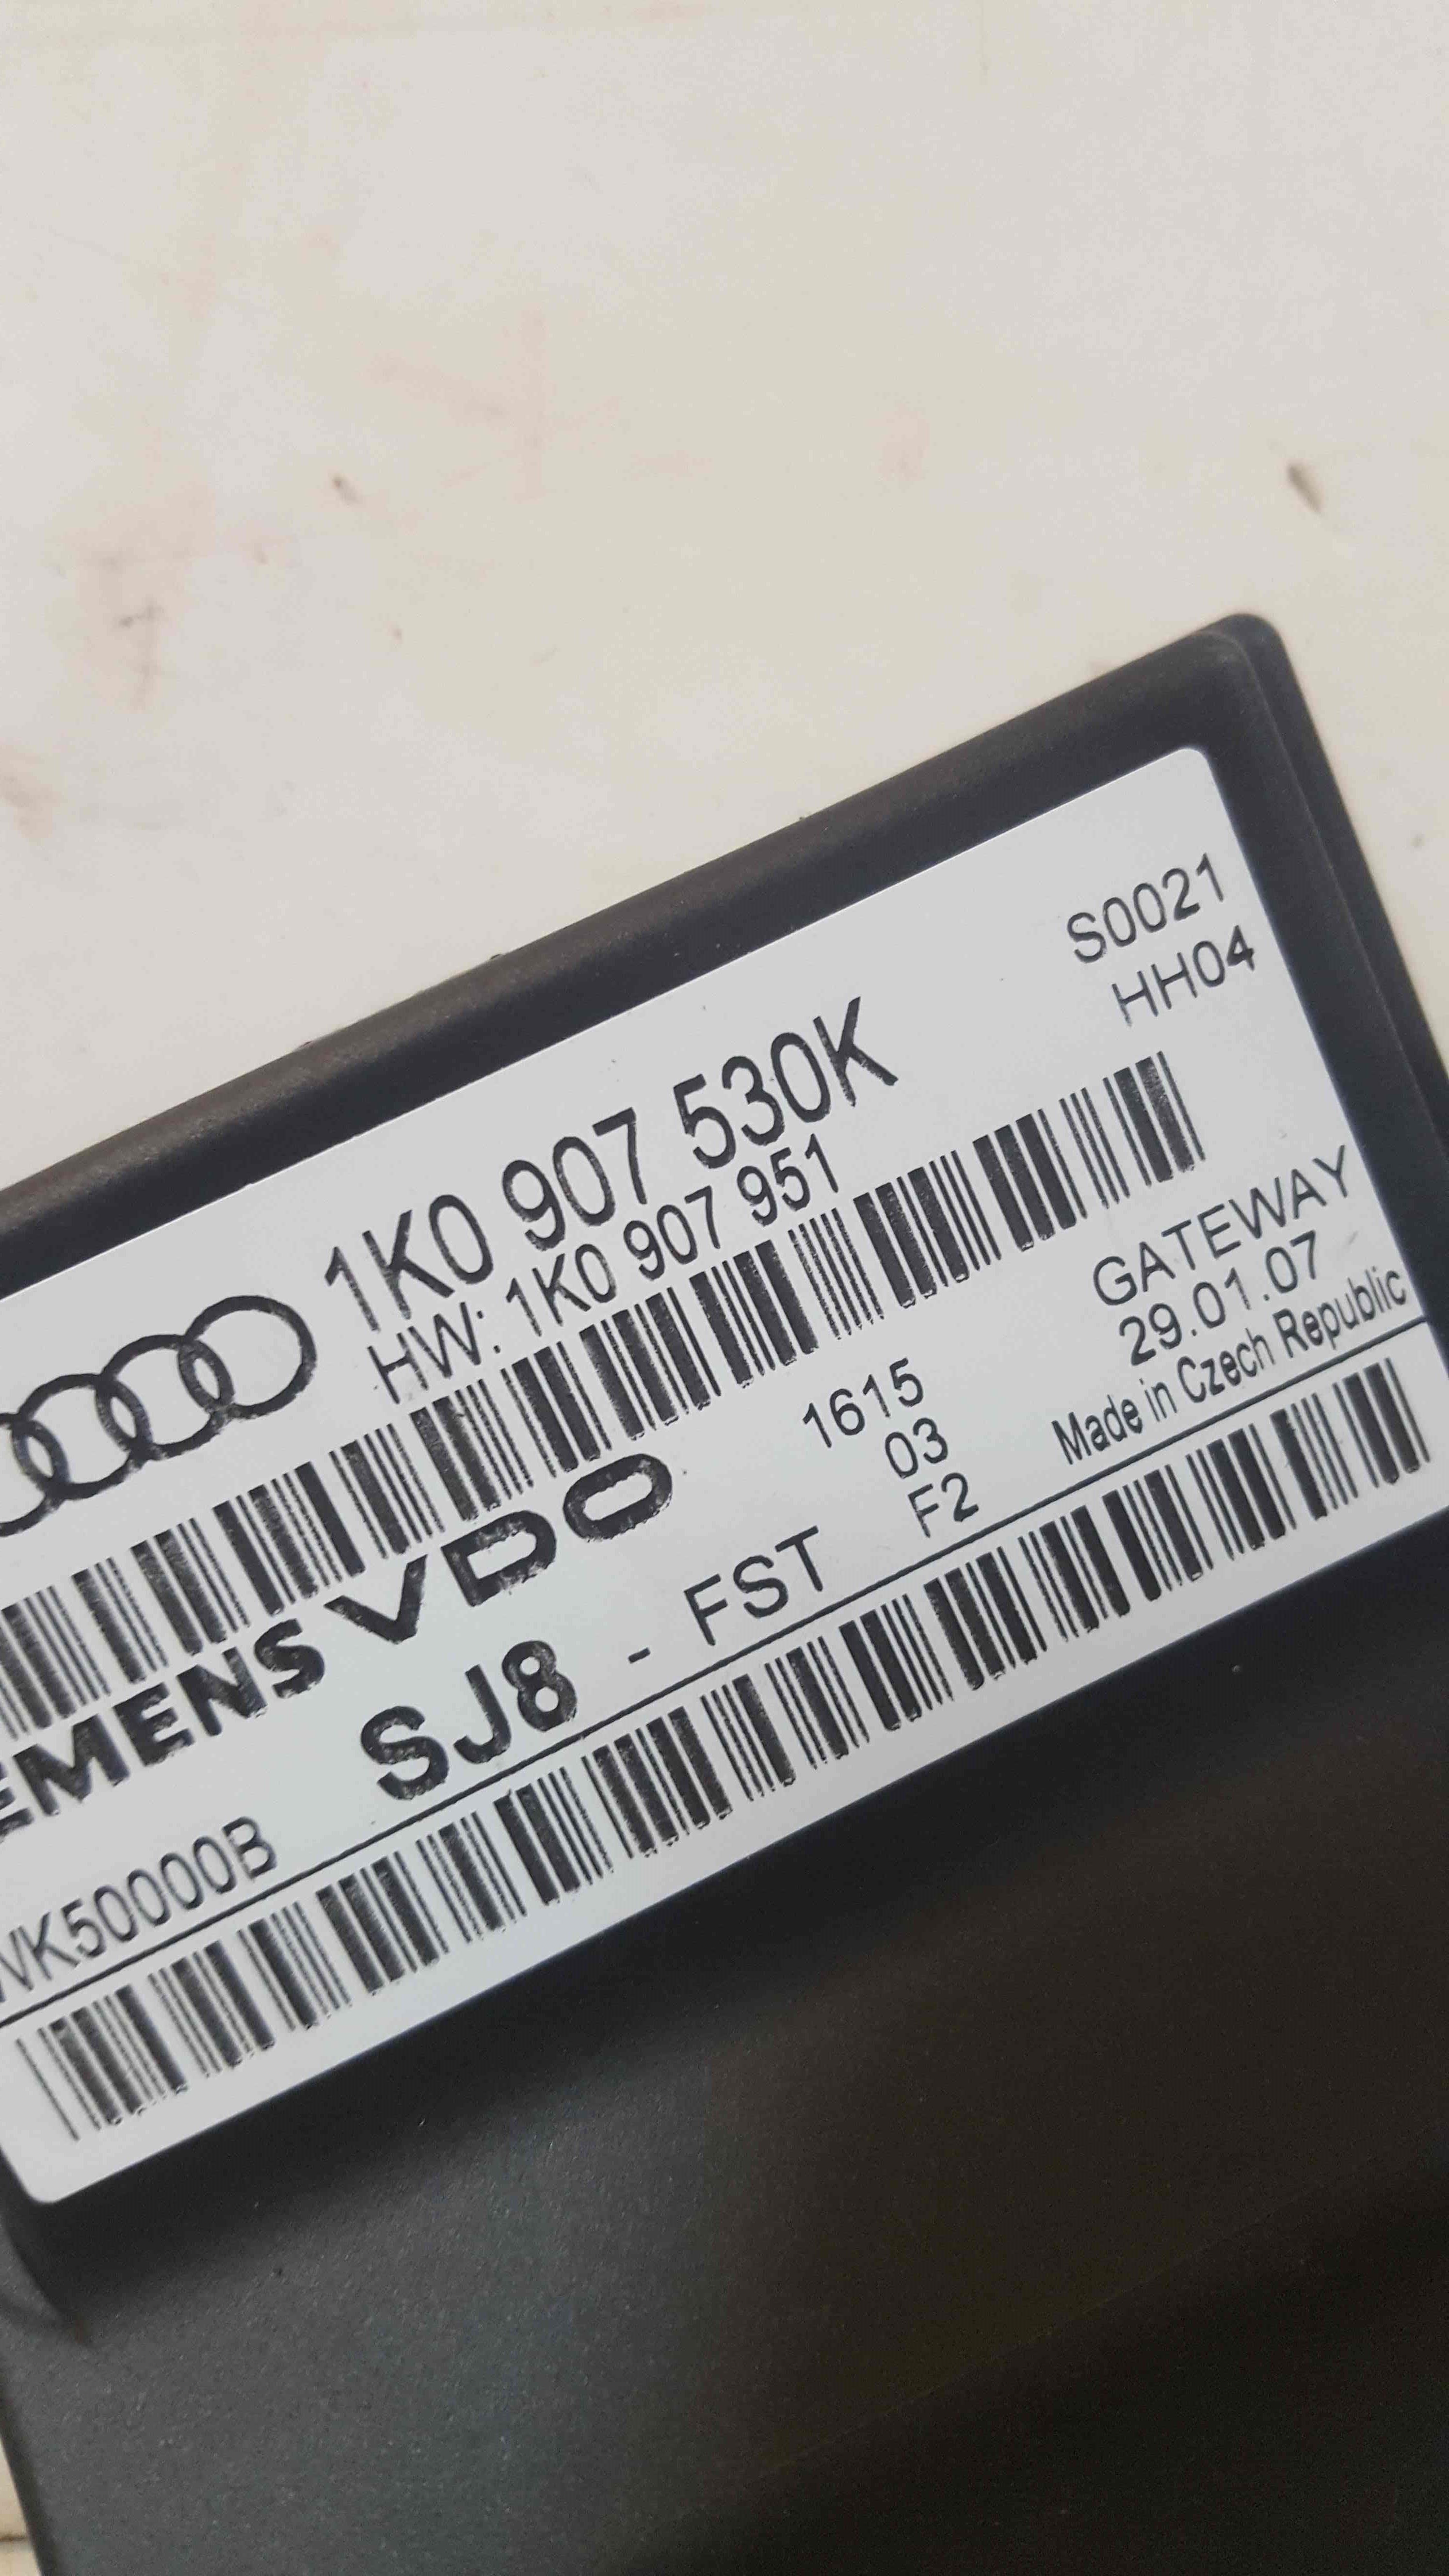 S0021
HH04
1K0 907 530K
HW: 1K0 907 951
GATEWAY
29.01.07
Made in Czech Republic
1615
03
F2
EMENS VDO
SJ8 - FST
WK50000B